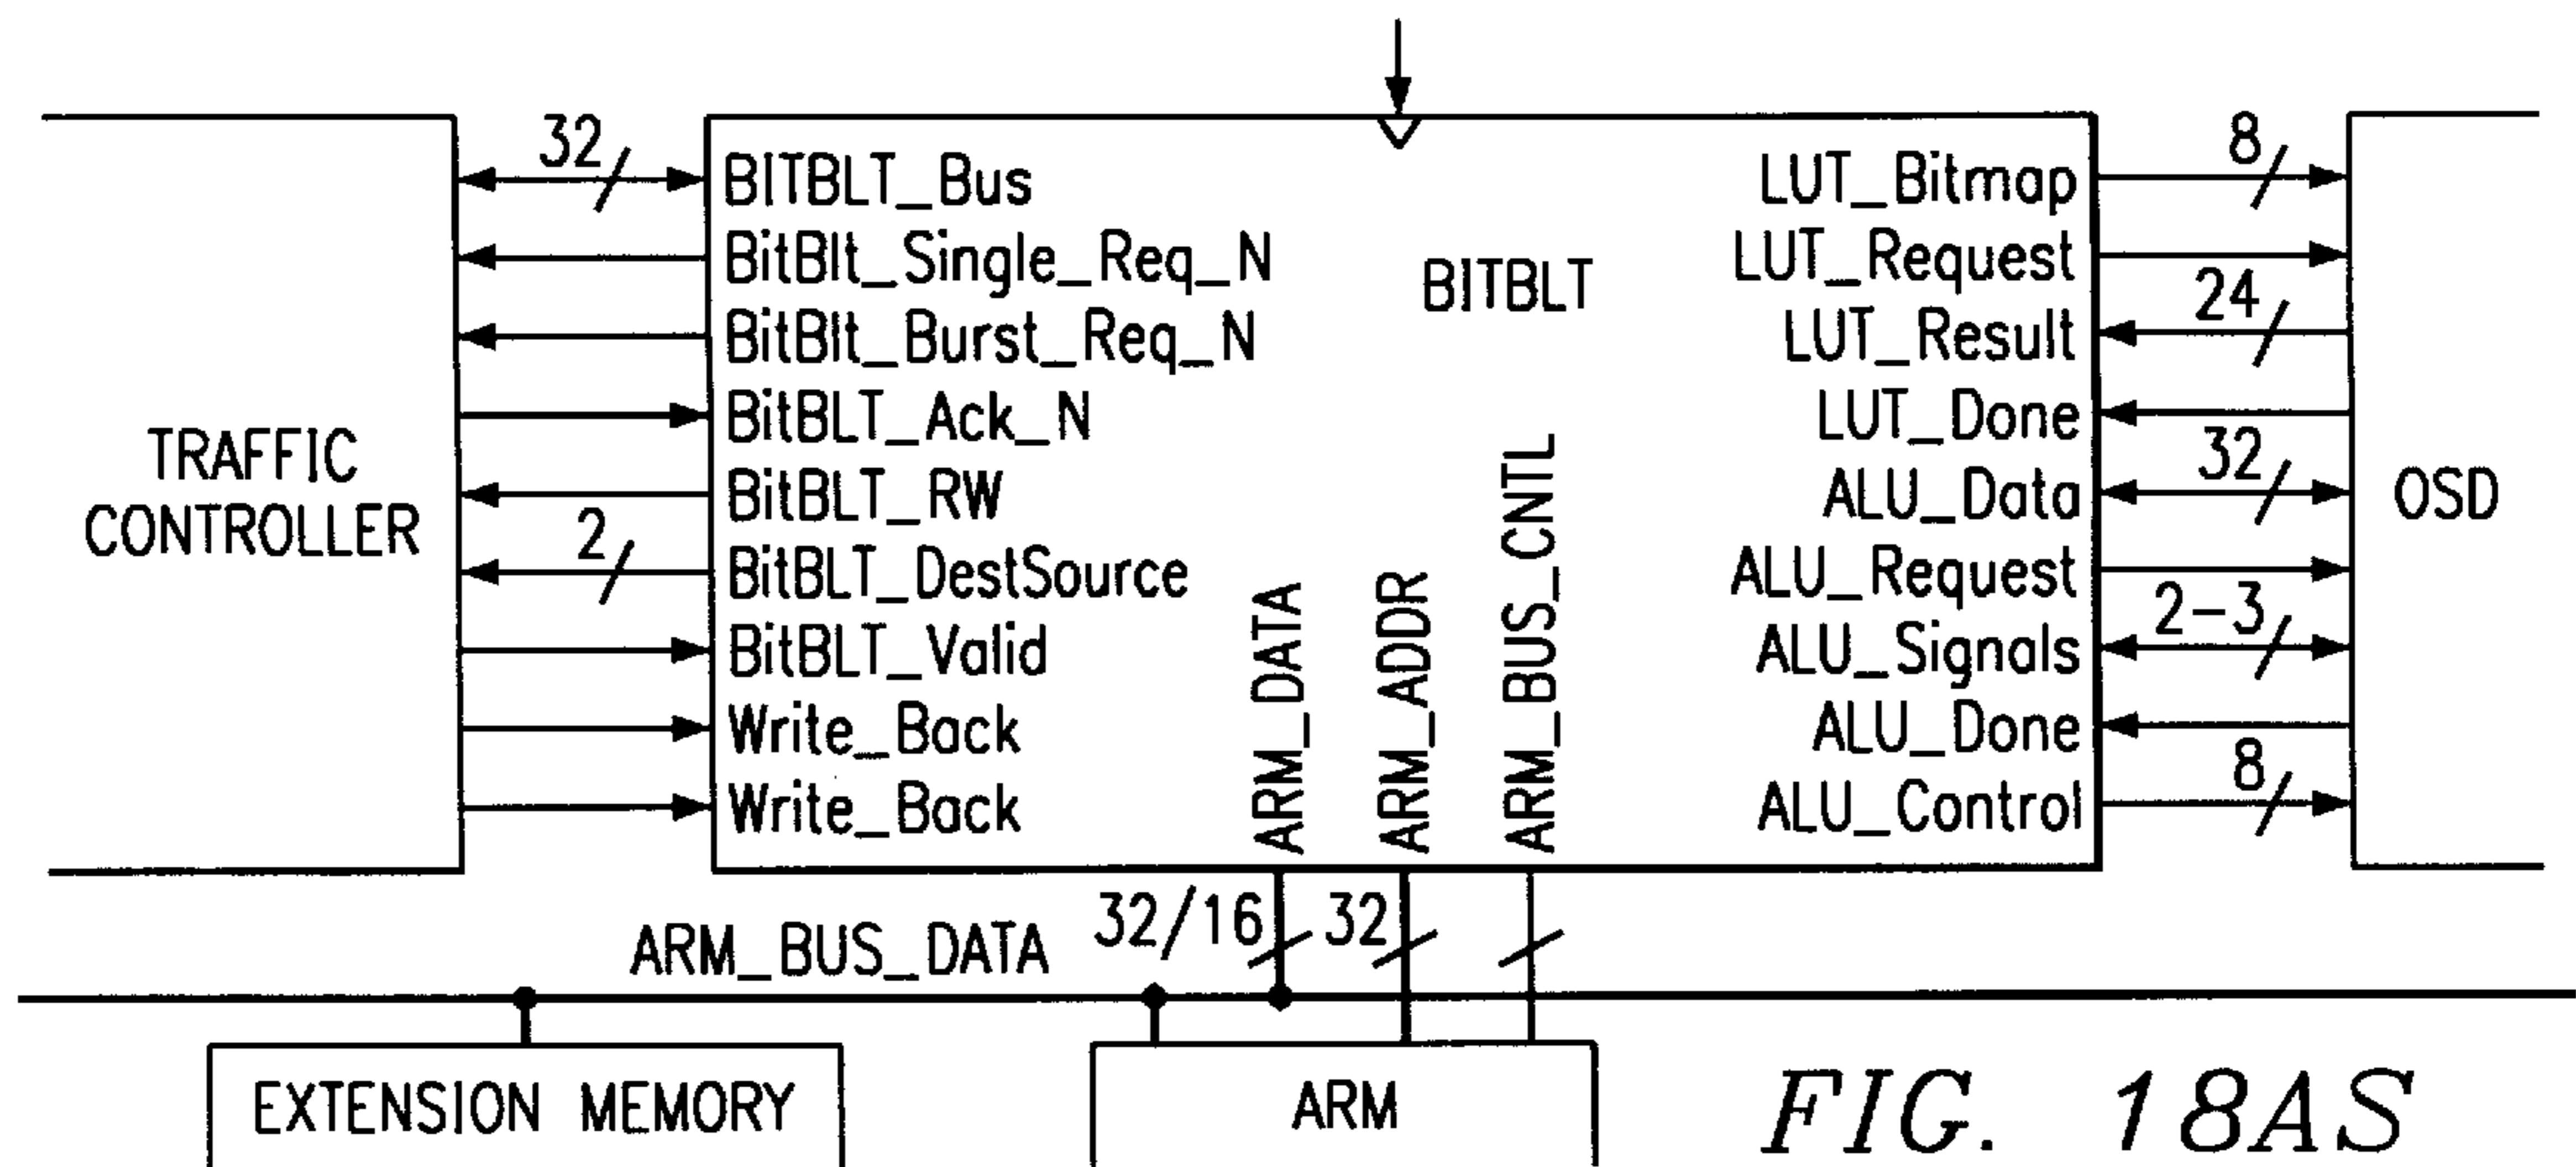 TRAFFIC
CONTROLLER
32
2
BITBLT_Bus
BitBlt_Single_Req_N
BitBlt_Burst_Req_N
BitBLT_Ack_N
BitBLT_RW
BitBLT_DestSource
BitBLT_Valid
Write_Back
Write_Back
BITBLT
ARM_DATA
ARM_ADDR
ARM_BUS_CNTL
LUT_Bitmap
LUT_Request
LUT_Result
LUT_Done
ALU_Data
ALU_Request
ALU_Signals
ALU_Done
ALU_Control
8
24
32
2-3
8
OSD
ARM_BUS_DATA
32/16
32
EXTENSION MEMORY
ARM
FIG. 18AS